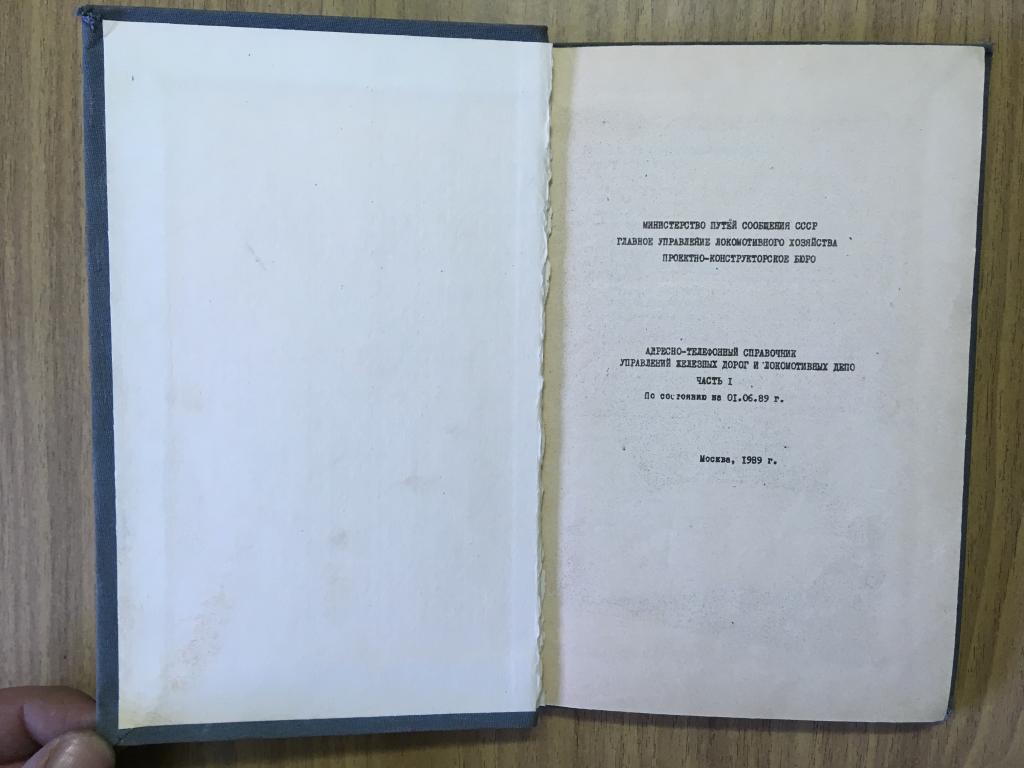 МИНИСТЕРСТВО ПУТЕЙ СООБЩЕНИЯ СССР
ГЛАВНОЕ УПРАВЛЕНИЕ ЛОКОМОТИВНОГО ХОЗЯЙСТВА
ПРОЕКТНО-КОНСТРУКТОРСКОЕ БЮРО
АДРЕСНО-ТЕЛЕФОННЫЙ СПРАВОЧНИК
УПРАВЛЕНИЙ ЖЕЛЕЗНЫХ ДОРОГ И ЛОКОМОТИВНЫХ ДЕПО
ЧАСТЬ I
По состоянию на 01.06.89 г.
Москва, 1989 г.